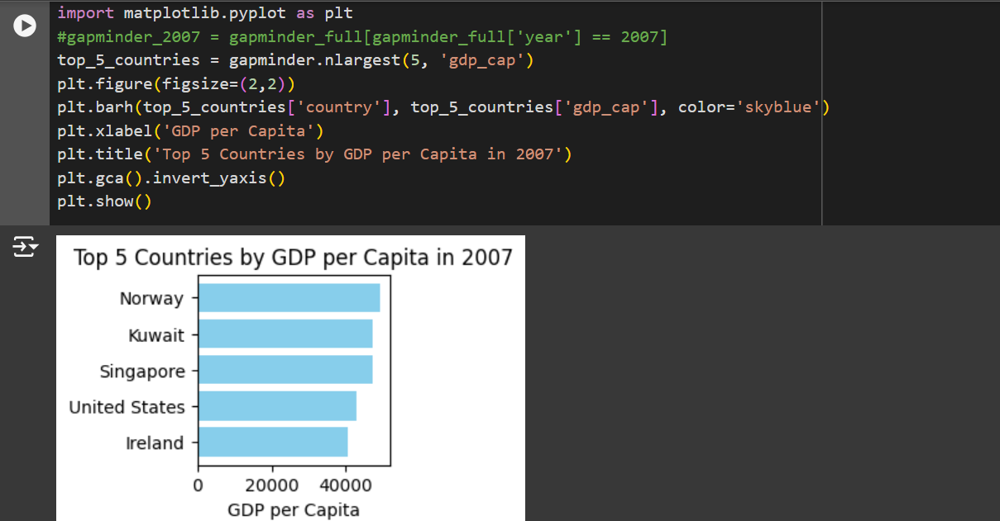 import matplotlib.pyplot as plt
#gapminder_2007 = gapminder_full[gapminder_full['year'] == 2007]
top_5_countries = gapminder.nlargest(5, 'gdp_cap')
plt.figure(figsize=(2,2))
plt.barh(top_5_countries['country'], top_5_countries['gdp_cap'], color='skyblue')
plt.xlabel('GDP per Capita')
plt.title('Top 5 Countries by GDP per Capita in 2007')
plt.gca().invert_yaxis()
plt.show()
Top 5 Countries by GDP per Capita in 2007
Norway
Kuwait
Singapore
United States
Ireland
0 20000 40000
GDP per Capita